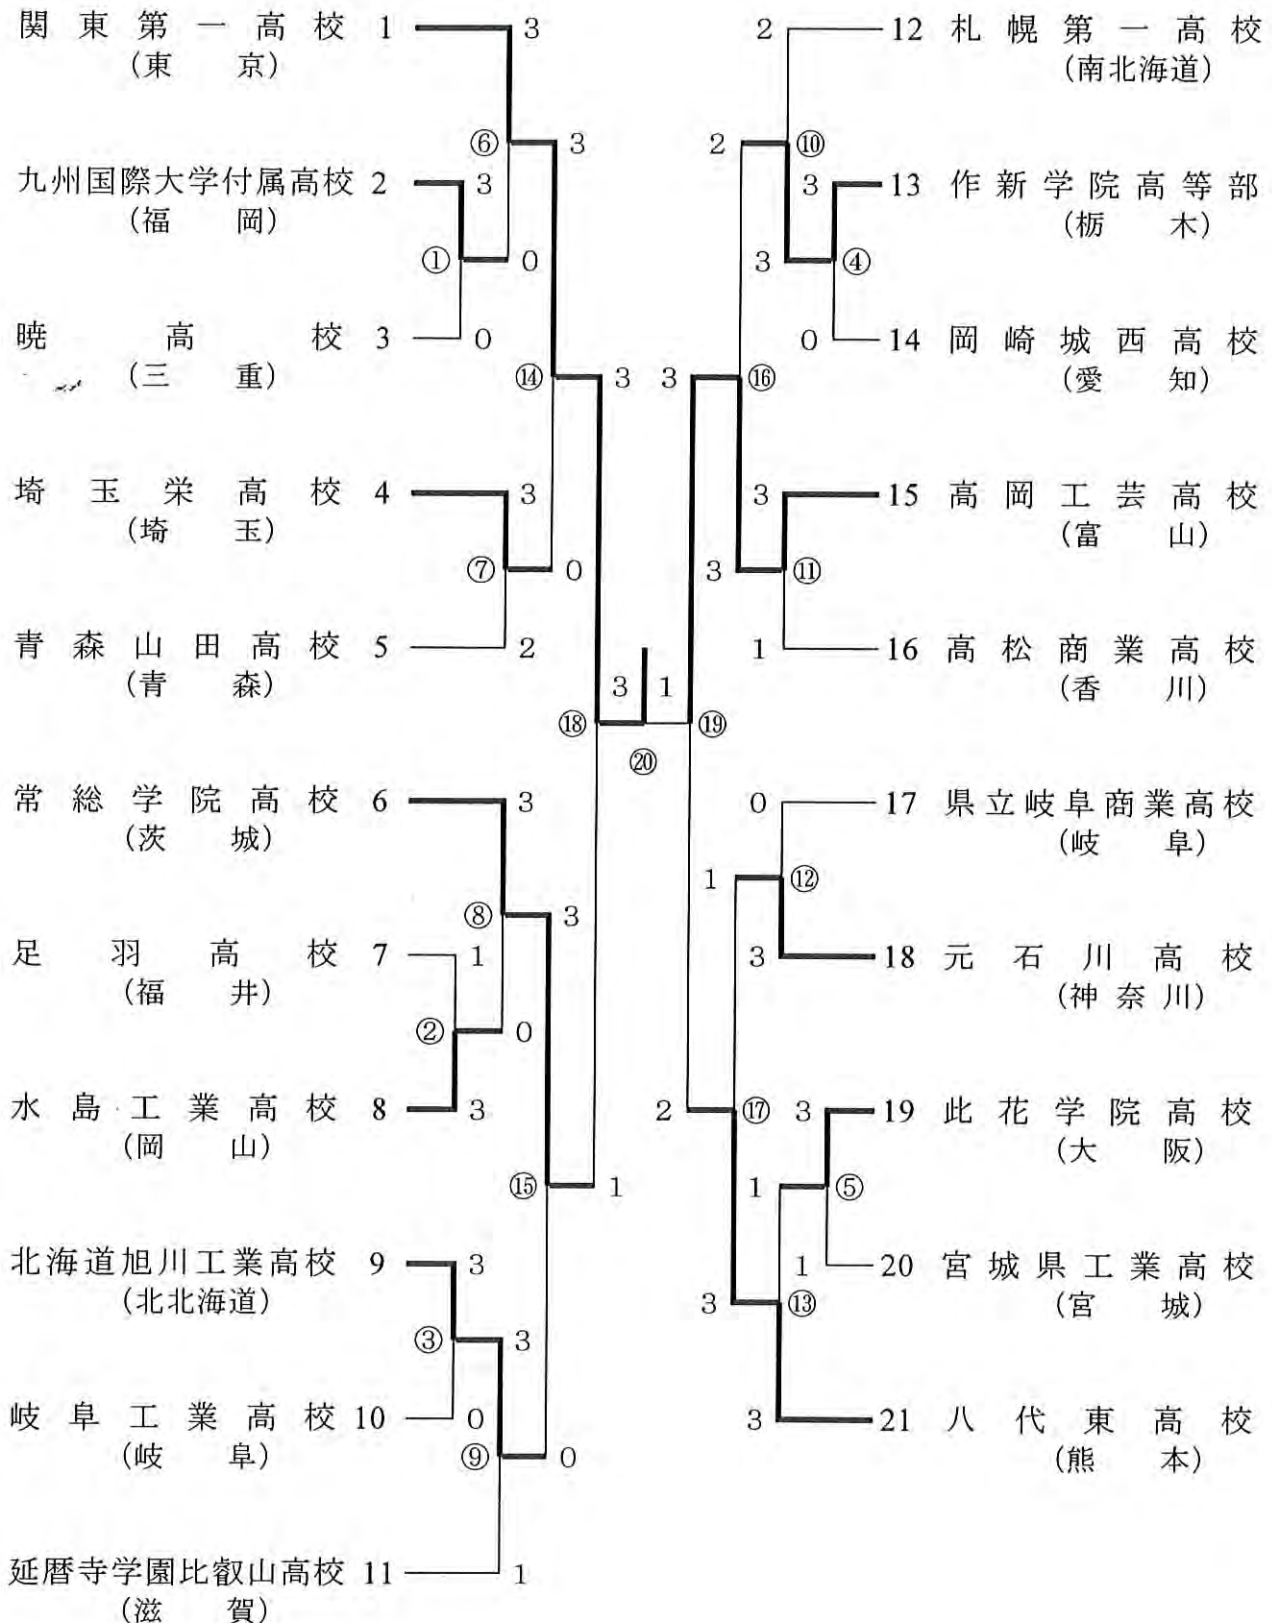 関東第一高校 1 3
(東京)
⑥ 3
九州国際大学付属高校 2 3
(福岡)
① 0
暁高校 3 0
(三重)
⑭ 3
埼玉栄高校 4 3
(埼玉)
⑦ 0
青森山田高校 5 2
(青森)
3 1
⑱ ⑲
⑳
常総学院高校 6 3
(茨城)
⑧ 3
足羽高校 7 1
(福井)
② 0
水島工業高校 8 3
(岡山)
⑮ 1
北海道旭川工業高校 9 3
(北北海道)
③ 3
岐阜工業高校 10 0
(岐阜)
⑨ 0
延暦寺学園比叡山高校 11 1
(滋賀)
2 12 札幌第一高校
(南北海道)
2 ⑩
3 13 作新学院高等部
(栃木)
3 ④
0 14 岡崎城西高校
(愛知)
3 ⑯
3 15 高岡工芸高校
(富山)
3 ⑪
1 16 高松商業高校
(香川)
0 17 県立岐阜商業高校
(岐阜)
1 ⑫
3 18 元石川高校
(神奈川)
2 ⑰
3 19 此花学院高校
(大阪)
1 ⑤
1 20 宮城県工業高校
(宮城)
3 ⑬
3 21 八代東高校
(熊本)